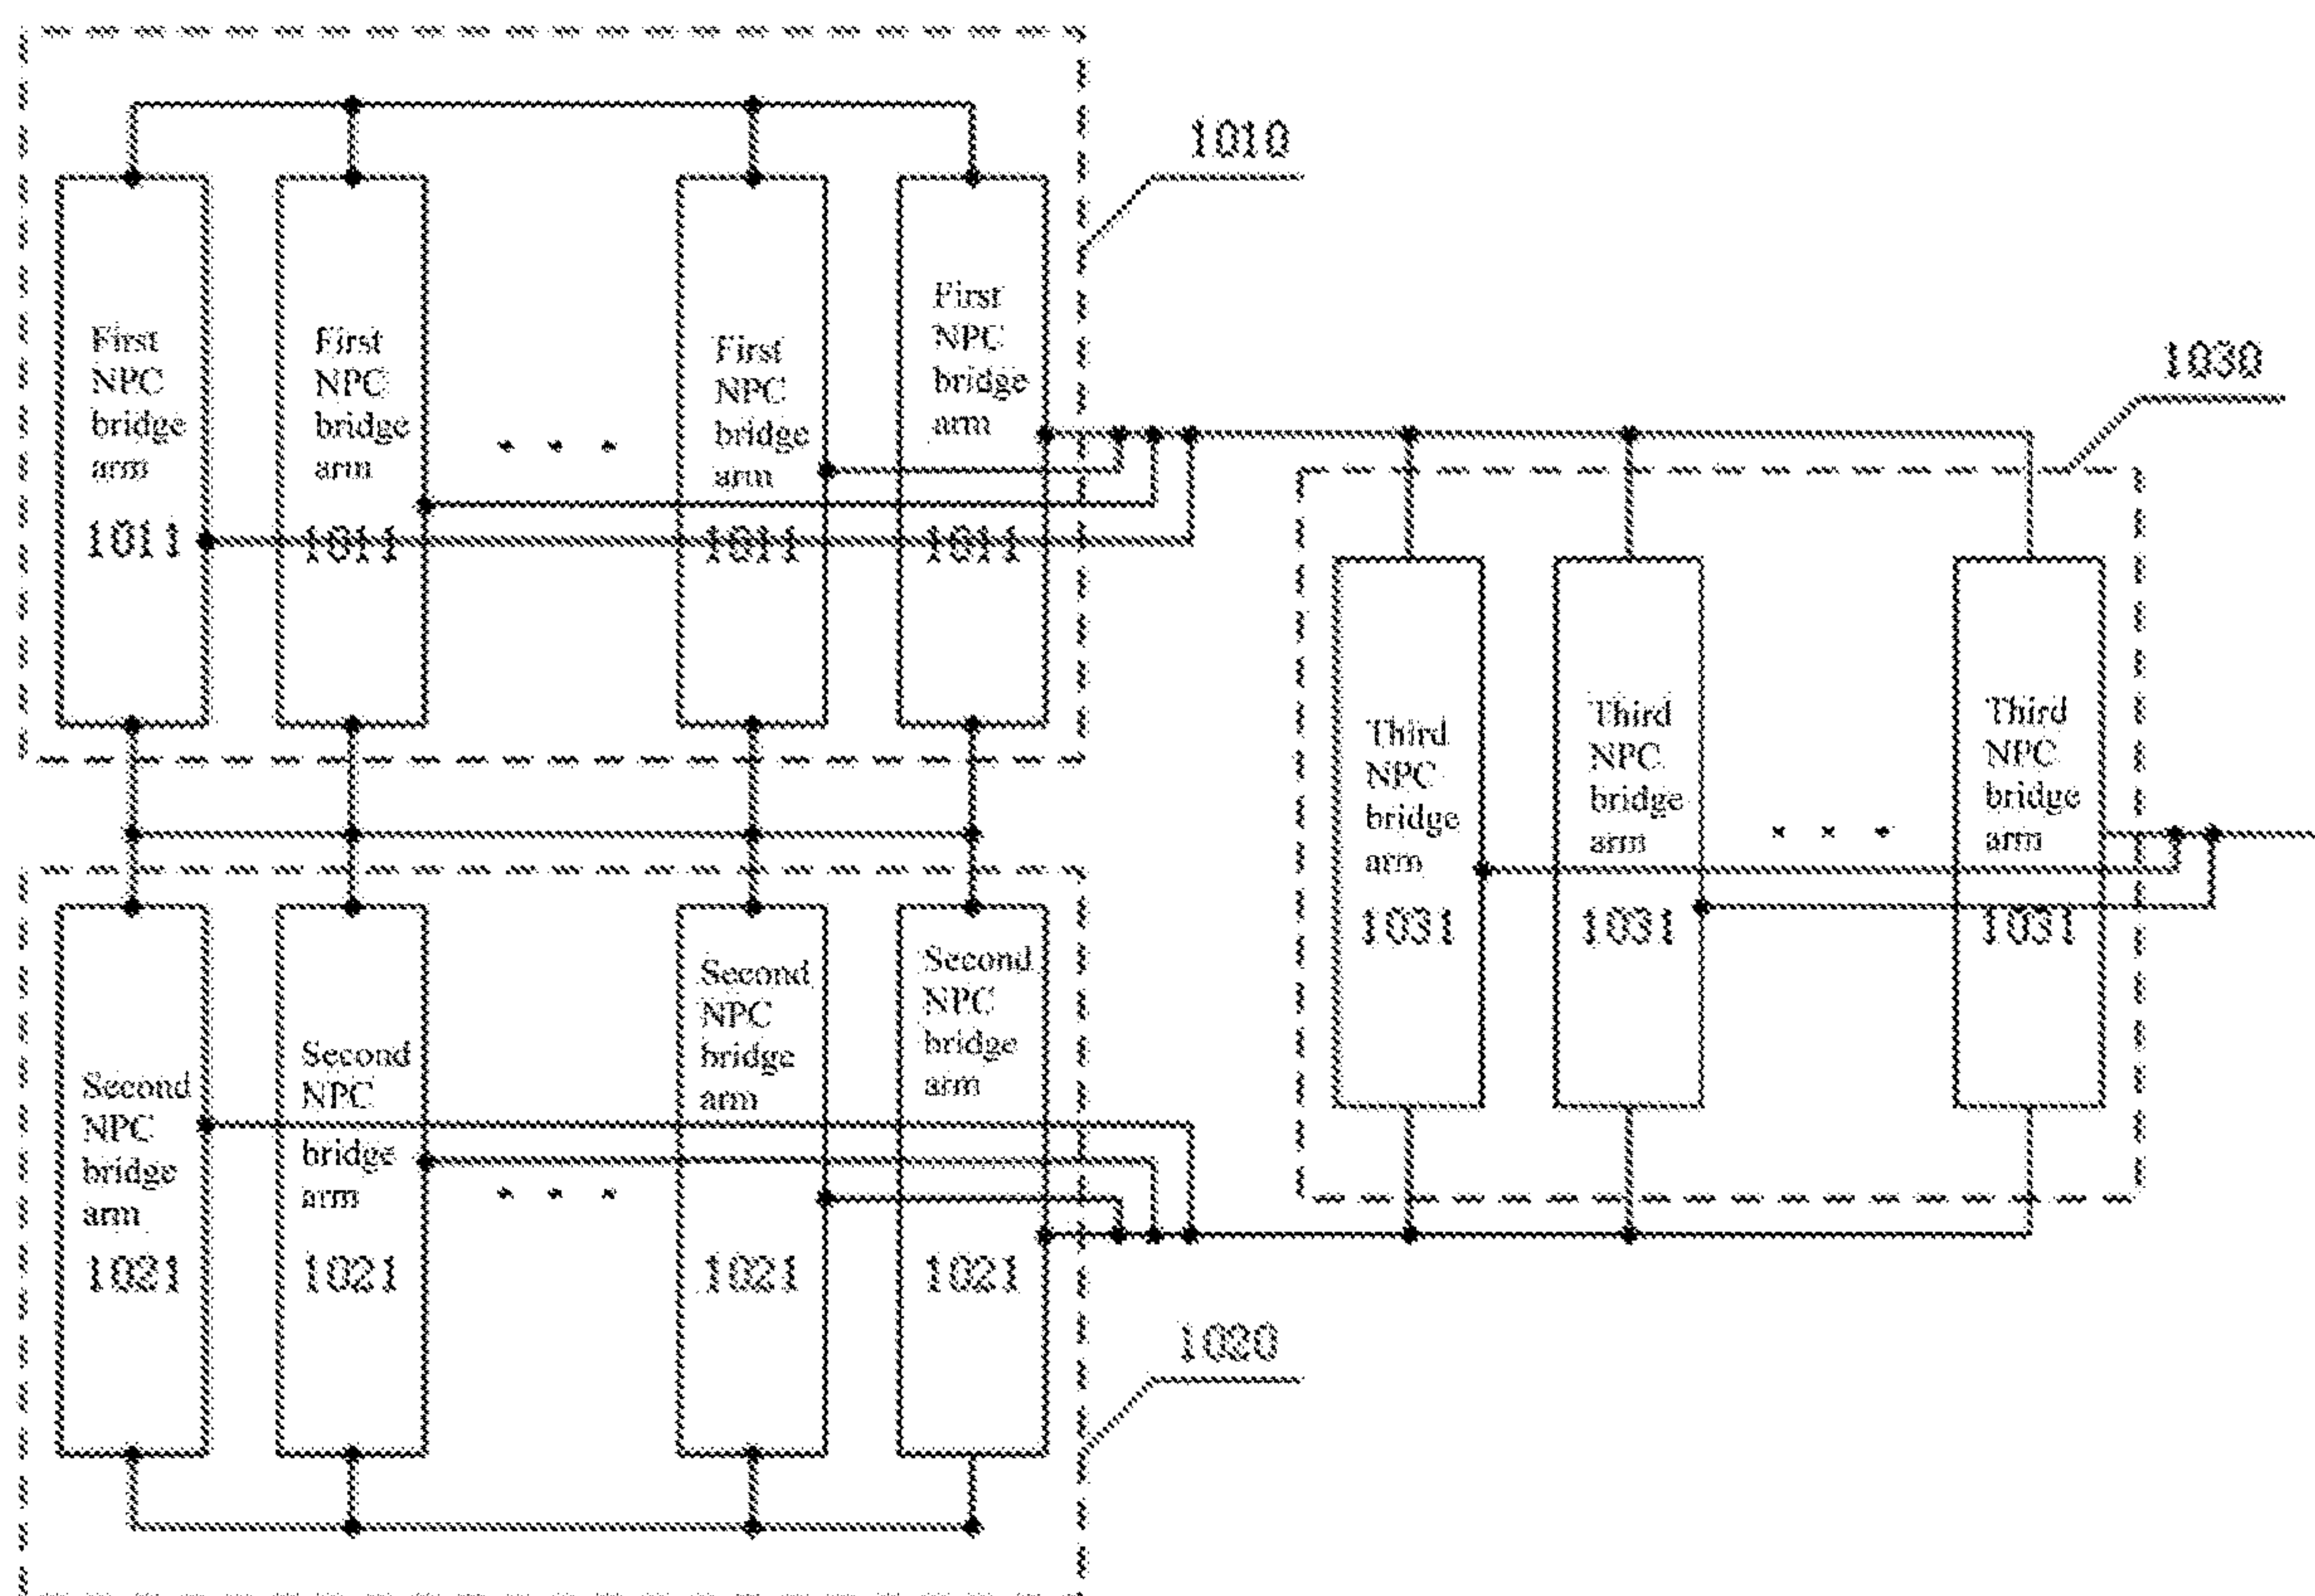 1010
First
NPC
bridge
arm
1011
First
NPC
bridge
arm
1011
First
NPC
bridge
arm
1011
First
NPC
bridge
arm
1011
1030
Third
NPC
bridge
arm
1031
Third
NPC
bridge
arm
1031
Third
NPC
bridge
arm
1031
Second
NPC
bridge
arm
1021
Second
NPC
bridge
arm
1021
Second
NPC
bridge
arm
1021
Second
NPC
bridge
arm
1021
1020